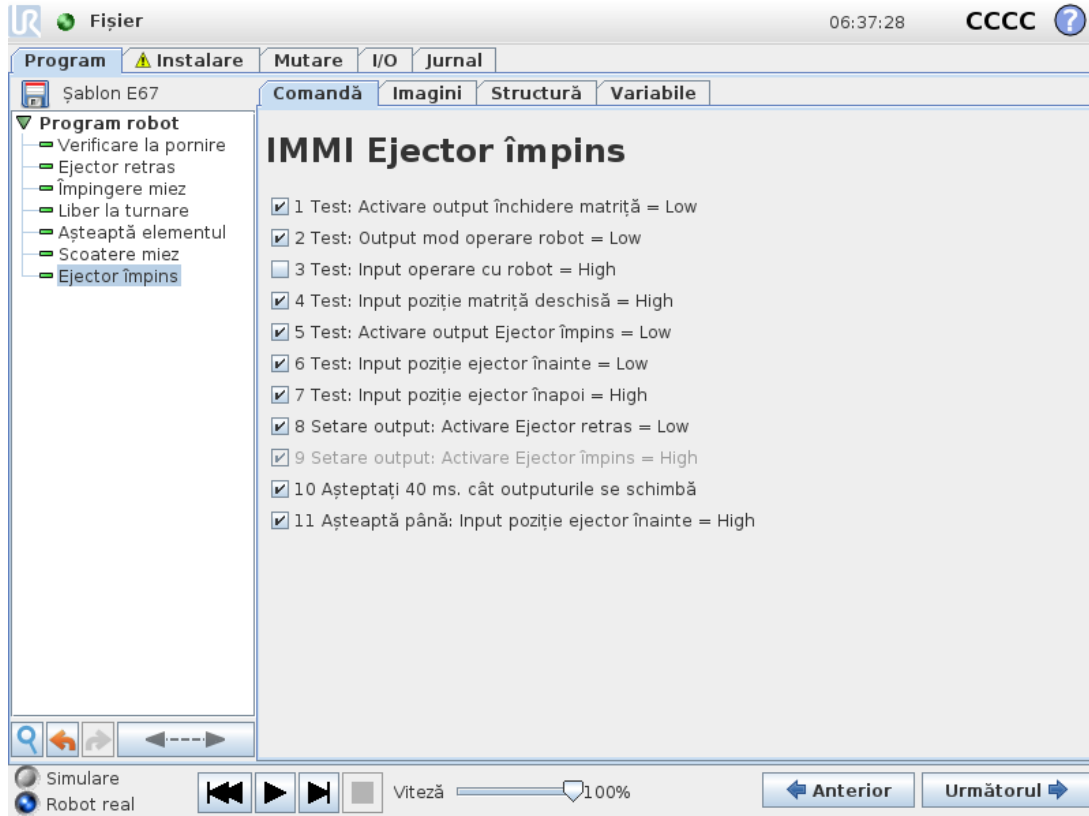 UR Fișier 06:37:28 CCCC ?
Program Instalare Mutare I/O Jurnal
Șablon E67
Comandă Imagini Structură Variabile
Program robot
Verificare la pornire
Ejector retras
Împingere miez
Liber la turnare
Așteaptă elementul
Scoatere miez
Ejector împins
IMMI Ejector împins
1 Test: Activare output închidere matriță = Low
2 Test: Output mod operare robot = Low
3 Test: Input operare cu robot = High
4 Test: Input poziție matriță deschisă = High
5 Test: Activare output Ejector împins = Low
6 Test: Input poziție ejector înainte = Low
7 Test: Input poziție ejector înapoi = High
8 Setare output: Activare Ejector retras = Low
9 Setare output: Activare Ejector împins = High
10 Așteptați 40 ms. cât outputurile se schimbă
11 Așteaptă până: Input poziție ejector înainte = High
Simulare
Robot real
Viteză 100%
Anterior Următorul